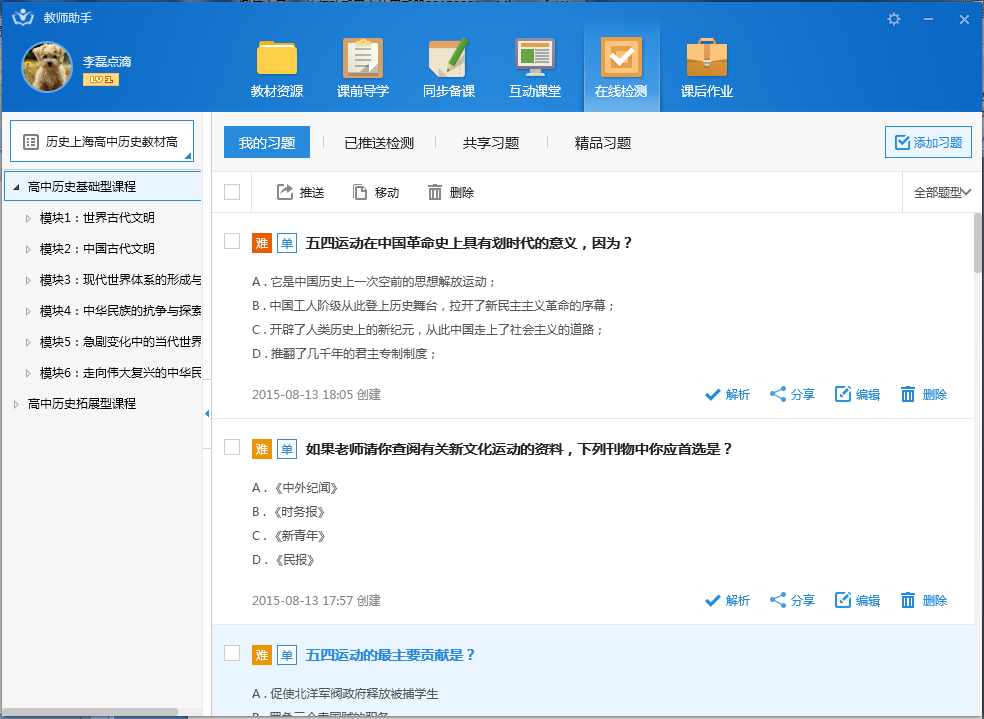 教师助手
李磊点滴
LV.21
教材资源
课前导学
同步备课
互动课堂
在线检测
课后作业
历史上海高中历史教材高
我的习题
已推送检测
共享习题
精品习题
添加习题
高中历史基础型课程
模块1：世界古代文明
模块2：中国古代文明
模块3：现代世界体系的形成与
模块4：中华民族的抗争与探索
模块5：急剧变化中的当代世界
模块6：走向伟大复兴的中华民
高中历史拓展型课程
推送
移动
删除
全部题型
难 单 五四运动在中国革命史上具有划时代的意义，因为？
A．它是中国历史上一次空前的思想解放运动；
B．中国工人阶级从此登上历史舞台，拉开了新民主主义革命的序幕；
C．开辟了人类历史上的新纪元，从此中国走上了社会主义的道路；
D．推翻了几千年的君主专制制度；
2015-08-13 18:05 创建
解析 分享 编辑 删除
难 单 如果老师请你查阅有关新文化运动的资料，下列刊物中你应首选是？
A．《中外纪闻》
B．《时务报》
C．《新青年》
D．《民报》
2015-08-13 17:57 创建
解析 分享 编辑 删除
难 单 五四运动的最主要贡献是？
A．促使北洋军阀政府释放被捕学生